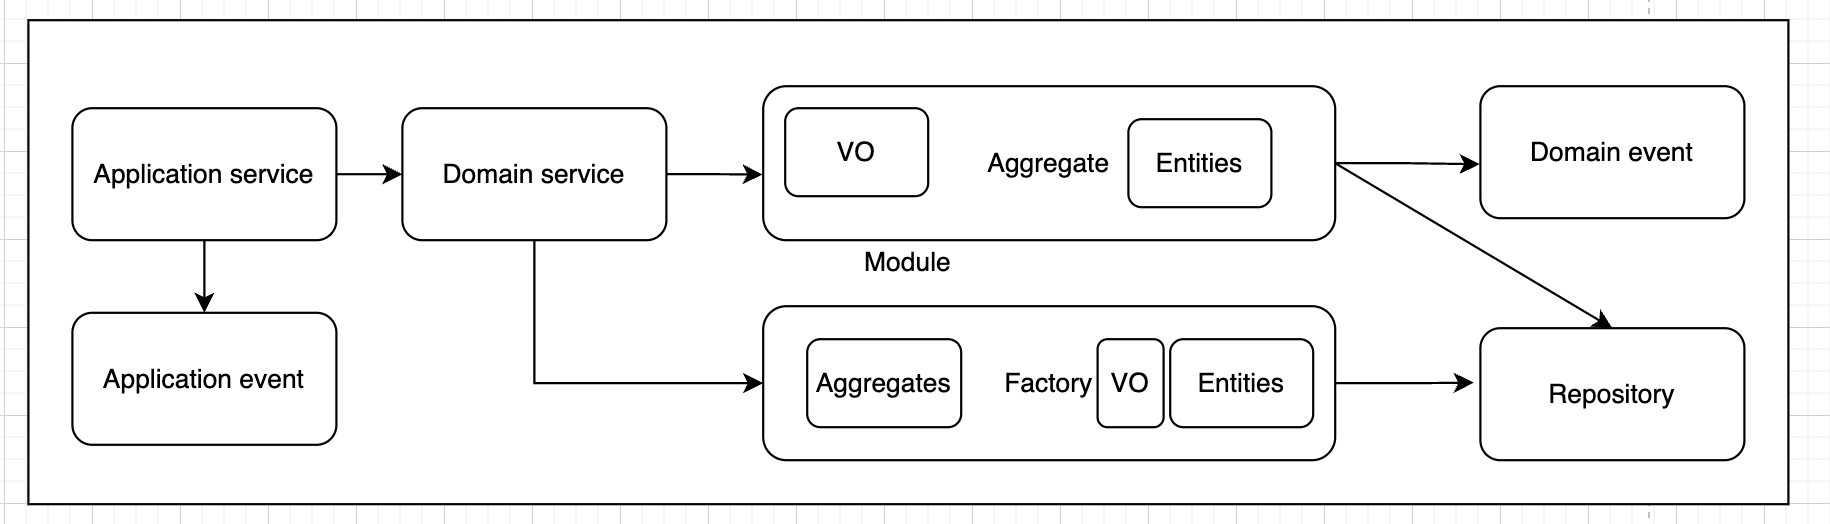 Application service
Domain service
VO
Aggregate
Entities
Domain event
Module
Application event
Aggregates
Factory
VO
Entities
Repository